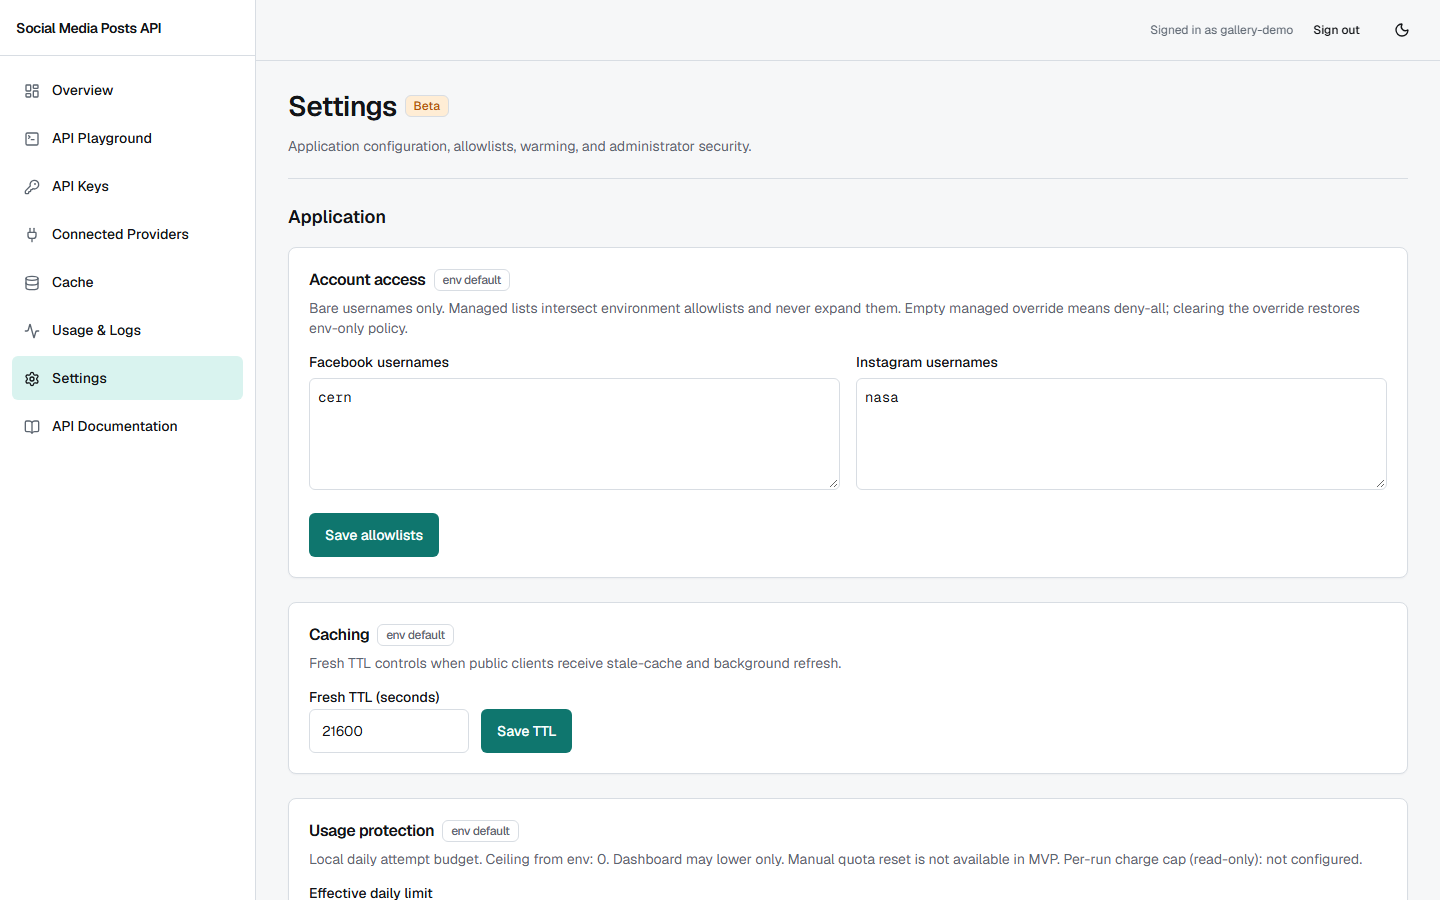 Social Media Posts API
Signed in as gallery-demo
Sign out
Overview
API Playground
API Keys
Connected Providers
Cache
Usage & Logs
Settings
API Documentation
Settings
Beta
Application configuration, allowlists, warming, and administrator security.
Application
Account access
env default
Bare usernames only. Managed lists intersect environment allowlists and never expand them. Empty managed override means deny-all; clearing the override restores
env-only policy.
Facebook usernames
cern
Instagram usernames
nasa
Save allowlists
Caching
env default
Fresh TTL controls when public clients receive stale-cache and background refresh.
Fresh TTL (seconds)
21600
Save TTL
Usage protection
env default
Local daily attempt budget. Ceiling from env: 0. Dashboard may lower only. Manual quota reset is not available in MVP. Per-run charge cap (read-only): not configured.
Effective daily limit